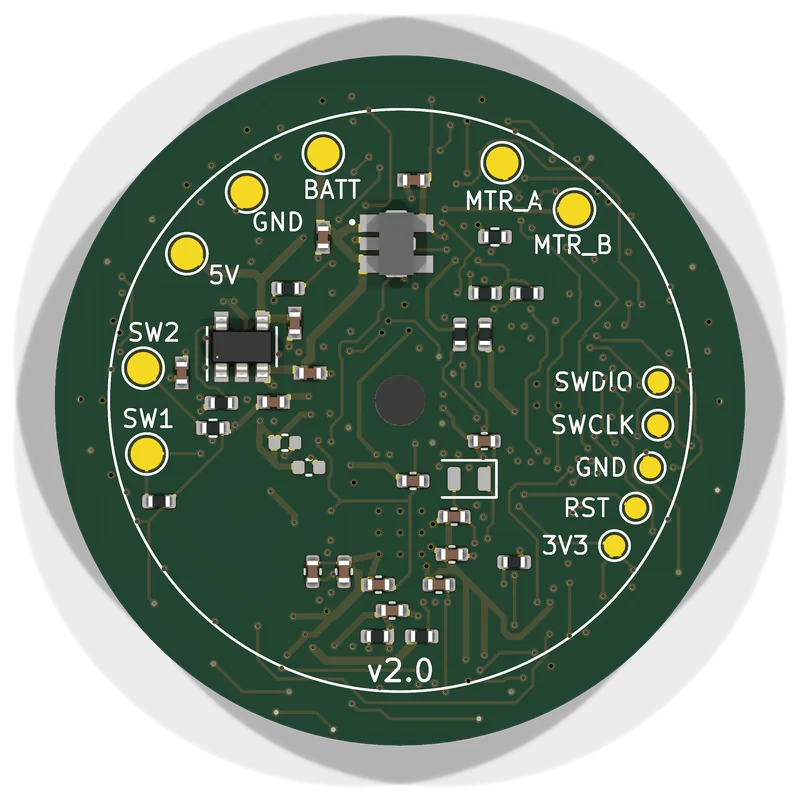 BATT
MTR_A
GND
MTR_B
5V
SW2
SWDIO
SW1
SWCLK
GND
RST
3V3
v2.0